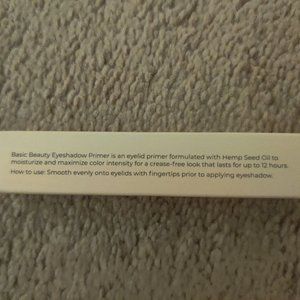 Basic Beauty Eyeshadow Primer is an eyelid primer formulated with Hemp Seed Oil to
moisturize and maximize color intensity for a crease-free look that lasts for up to 12 hours.
How to use: Smooth evenly onto eyelids with fingertips prior to applying eyeshadow.